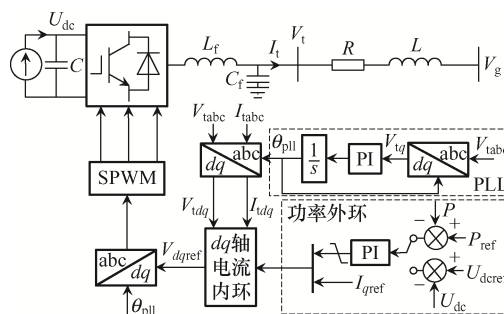 U_dc
C
L_f
I_t
V_t
R
L
C_f
V_g
V_tabc
I_tabc
θ_pll
V_tq
V_tabc
abc
dq
1/s
PI
abc
dq
PLL
SPWM
V_tdq
I_tdq
功率外环
P
−
+
P_ref
abc
dq
V_dqref
dq轴
电流
内环
PI
+
U_dcref
−
I_qref
U_dc
θ_pll